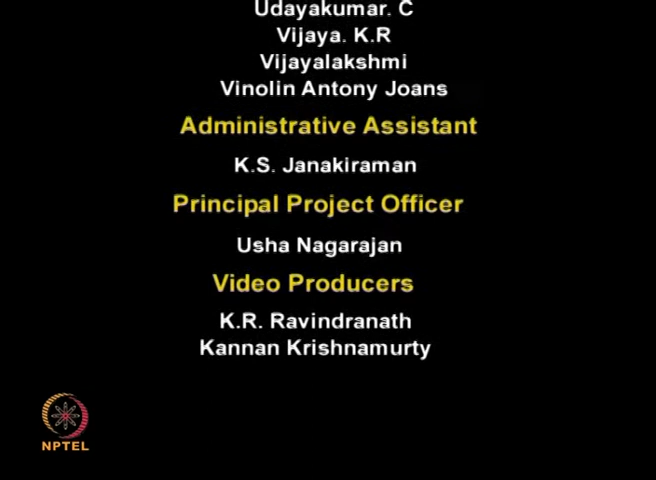 Udayakumar. C
Vijaya. K.R
Vijayalakshmi
Vinolin Antony Joans
Administrative Assistant
K.S. Janakiraman
Principal Project Officer
Usha Nagarajan
Video Producers
K.R. Ravindranath
Kannan Krishnamurty
NPTEL